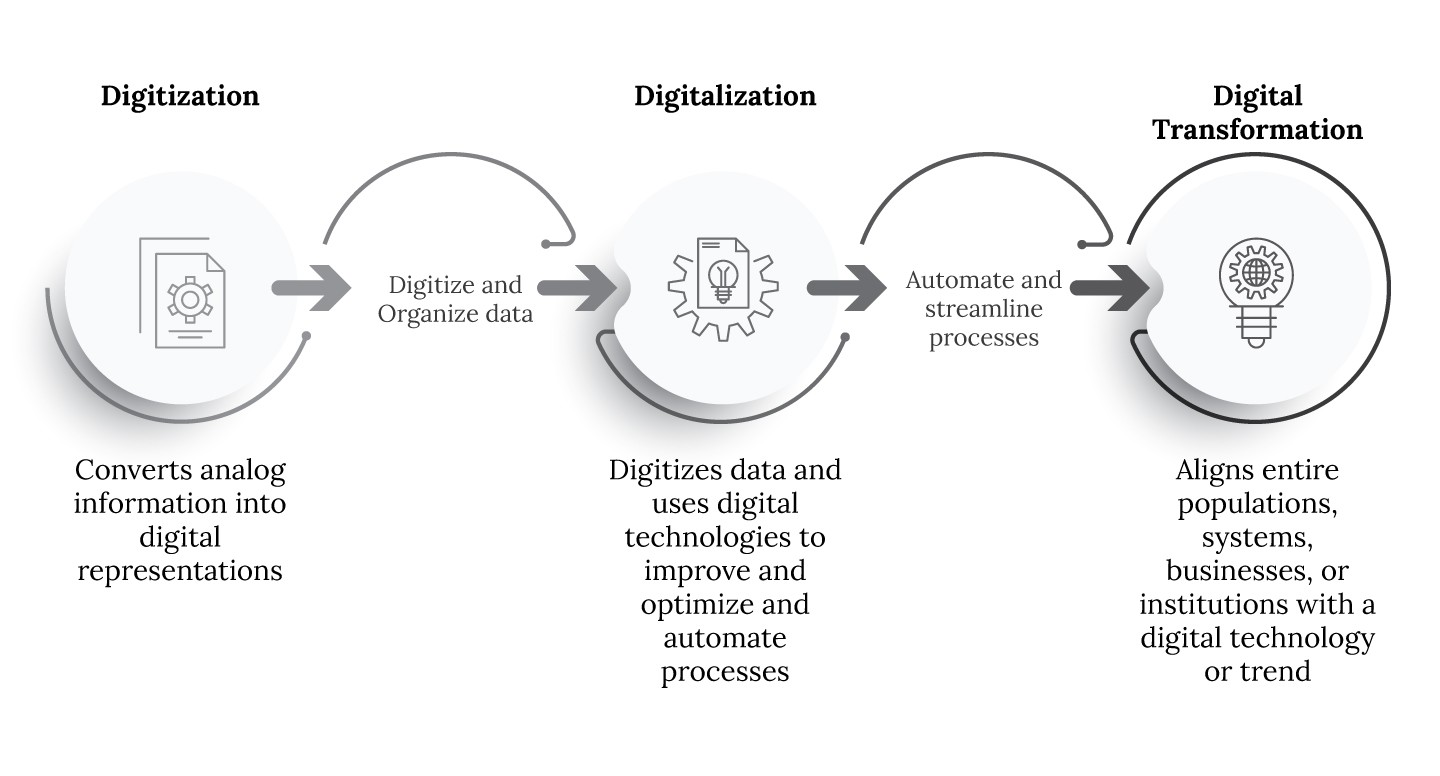 Digitization
Digitalization
Digital
Transformation
Digitize and
Organize data
Automate and
streamline
processes
Converts analog
information into
digital
representations
Digitizes data and
uses digital
technologies to
improve and
optimize and
automate
processes
Aligns entire
populations,
systems,
businesses, or
institutions with a
digital technology
or trend